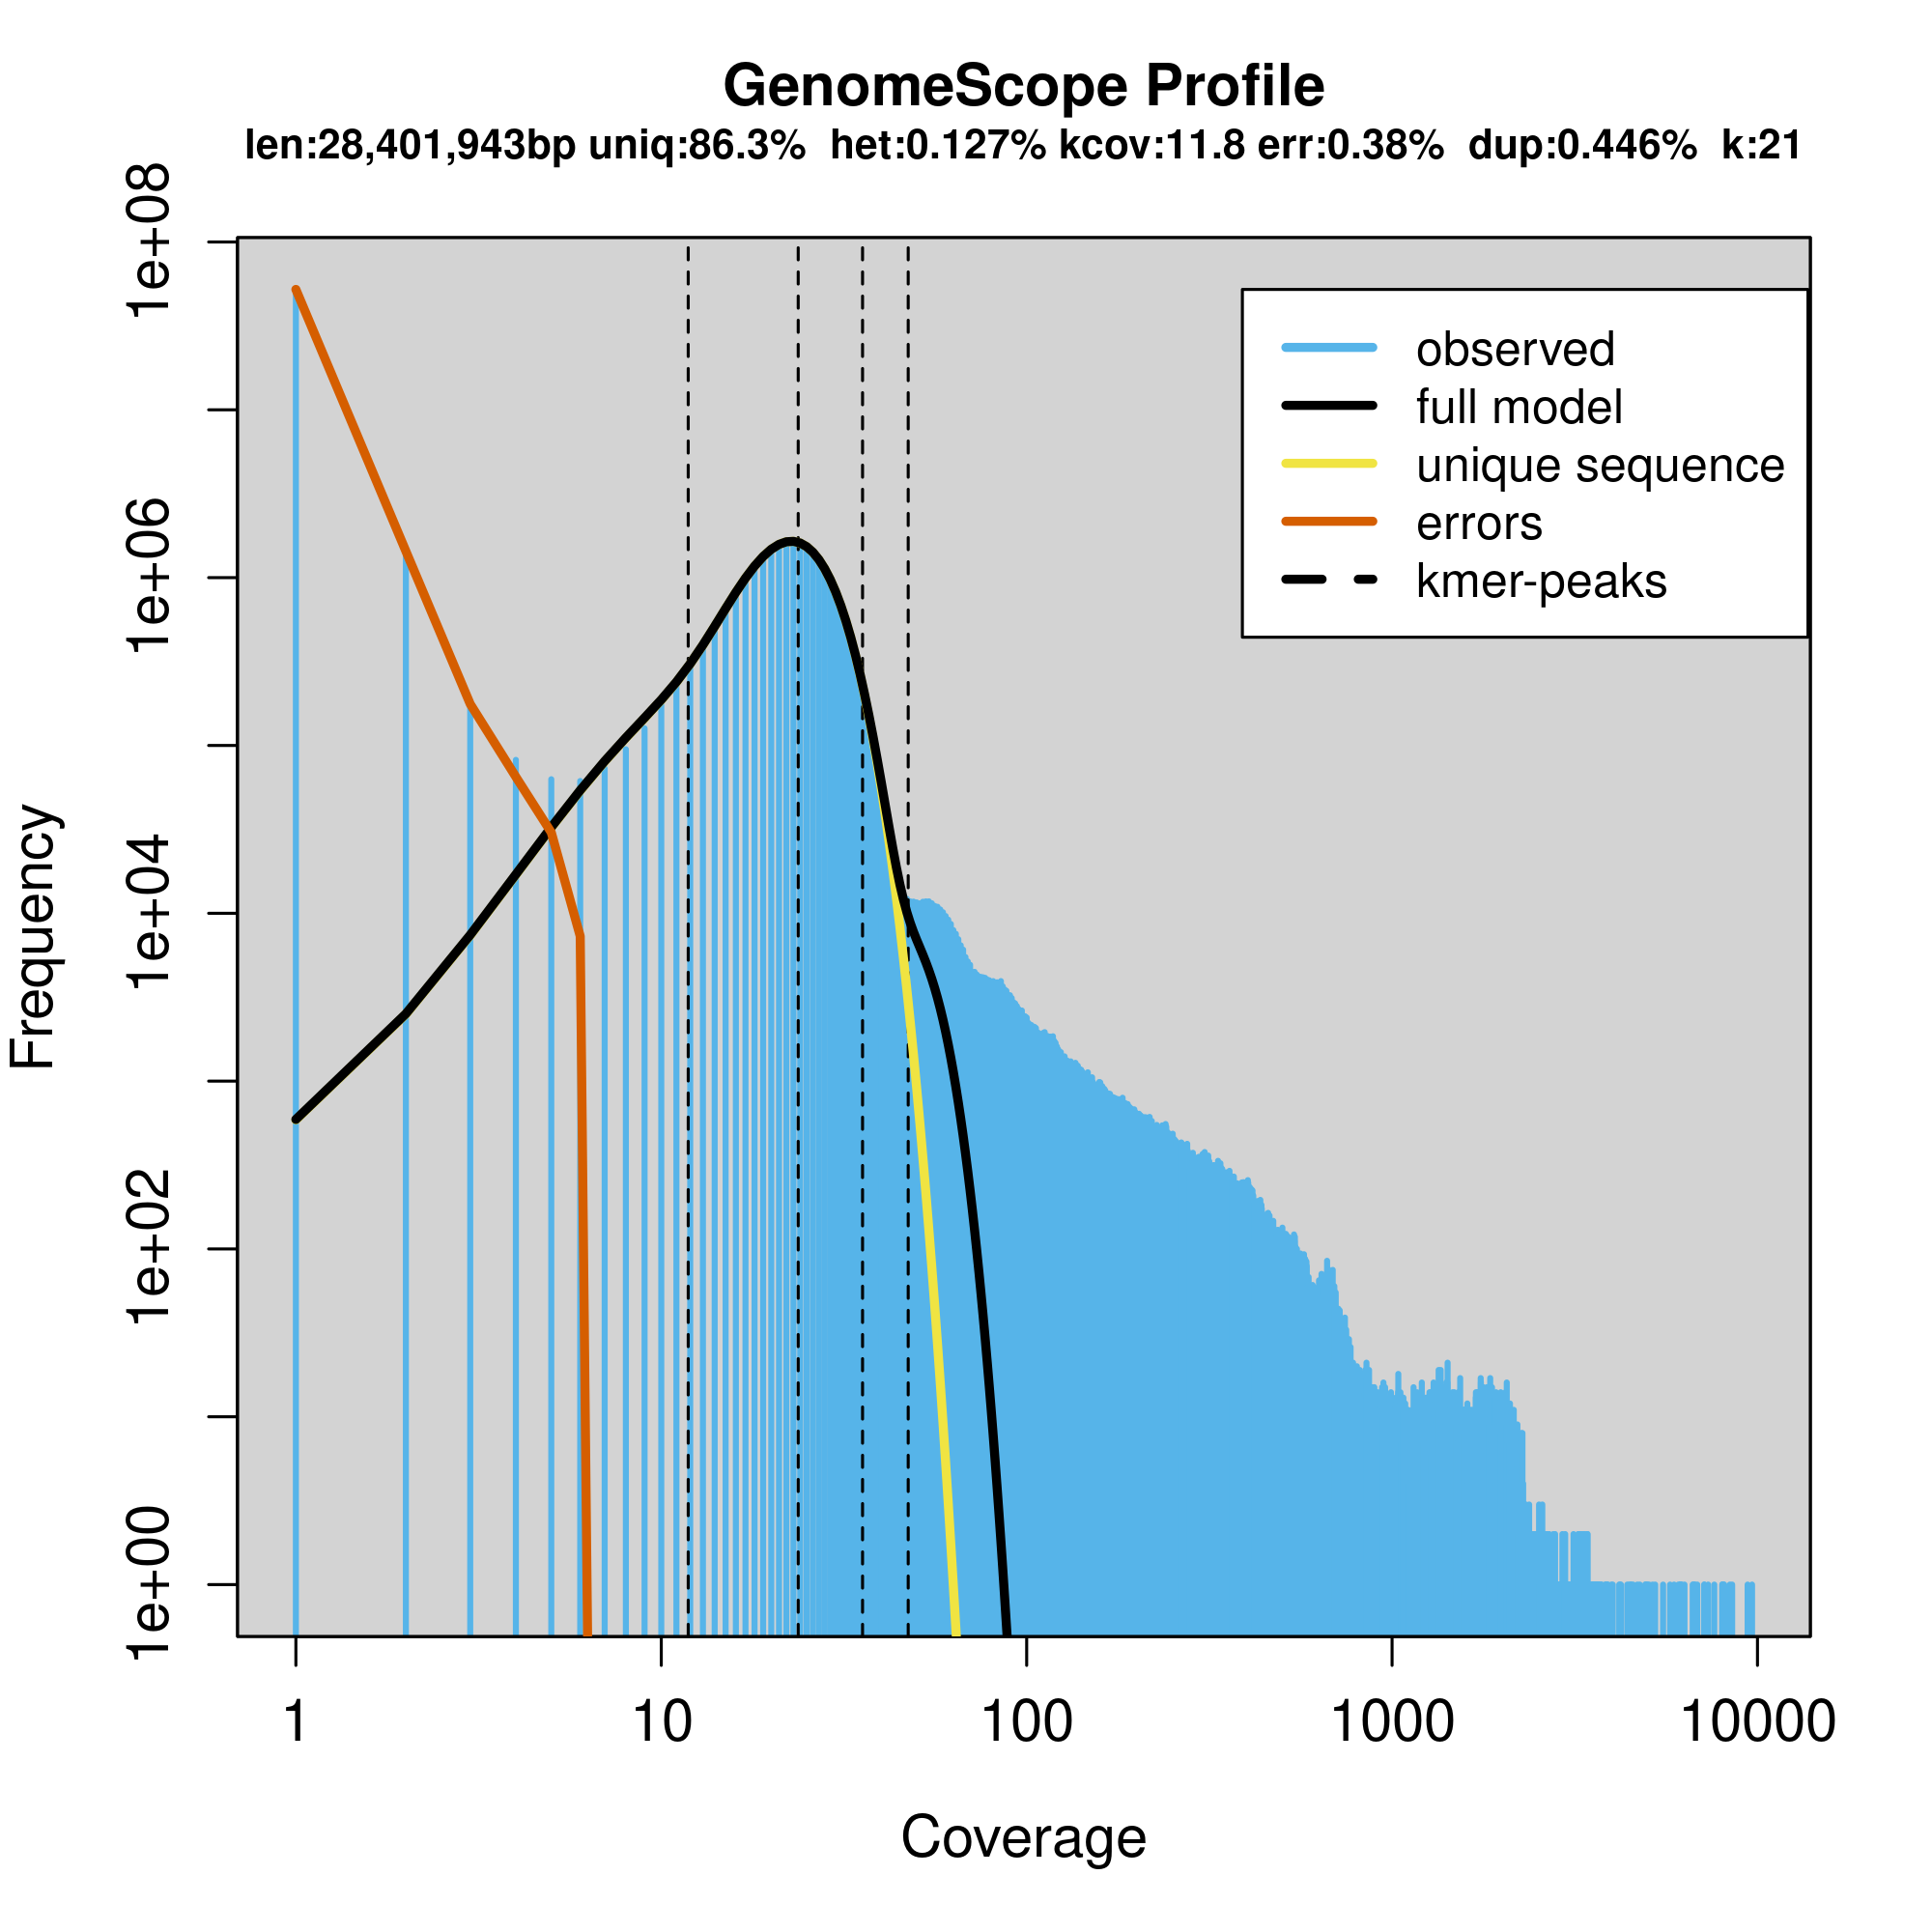 GenomeScope Profile
len:28,401,943bp uniq:86.3%  het:0.127% kcov:11.8 err:0.38%  dup:0.446%  k:21
Frequency
1e+08
1e+06
1e+04
1e+02
1e+00
observed
full model
unique sequence
errors
kmer-peaks
1 10 100 1000 10000
Coverage